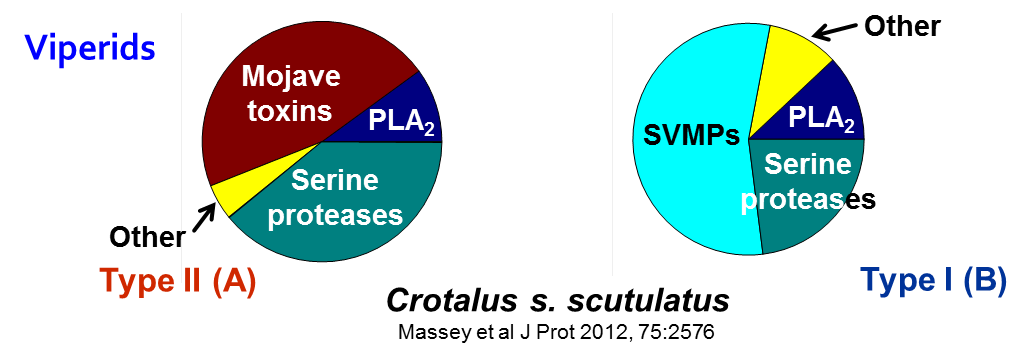 Viperids
Mojave
toxins
PLA₂
Serine
proteases
Other
Type II (A)
Other
PLA₂
SVMPs
Serine
proteases
Type I (B)
Crotalus s. scutulatus
Massey et al J Prot 2012, 75:2576